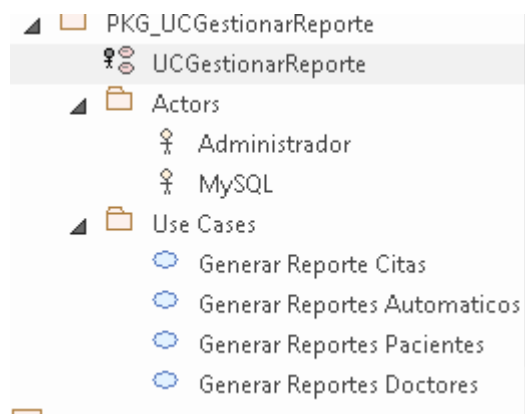 PKG_UCGestionarReporte
UCGestionarReporte
Actors
Administrador
MySQL
Use Cases
Generar Reporte Citas
Generar Reportes Automaticos
Generar Reportes Pacientes
Generar Reportes Doctores